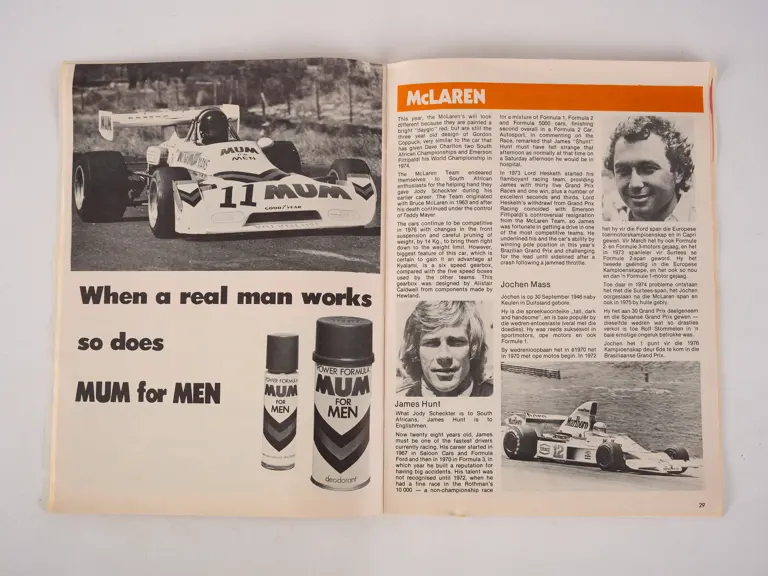 MUM
MUM
for
MEN
11 MUM
GOODYEAR
When a real man works
so does
MUM for MEN
POWER FORMULA
MUM
FOR
MEN
POWER FORMULA
MUM
FOR
MEN
deodorant
McLAREN
This year, the McLaren's will look
different because they are painted a
bright "dayglo" red, but are still the
three year old design of Gordon
Coppuck, very similar to the car that
has given Dave Charlton two South
African Championships and Emerson
Fittipaldi his World Championship in
1974.
The McLaren Team endeared
themselves to South African
enthusiasts for the helping hand they
gave Jody Scheckter during his
earlier career. The Team originated
with Bruce McLaren in 1963 and after
his death continued under the control
of Teddy Mayer.
The cars continue to be competitive
in 1976 with changes in the front
suspension and careful pruning of
weight, by 14 Kg., to bring them right
down to the weight limit. However,
biggest feature of this car, which is
certain to gain it an advantage at
Kyalami, is a six speed gearbox,
compared with the five speed boxes
used by the other teams. This
gearbox was designed by Alistair
Caldwell from components made by
Hewland.
James Hunt
What Jody Scheckter is to South
Africans, James Hunt is to
Englishmen.
Now twenty eight years old, James
must be one of the fastest drivers
currently racing. His career started in
1967 in Saloon Cars and Formula
Ford and then in 1970 in Formula 3, in
which year he built a reputation for
having big accidents. His talent was
not recognised until 1972, when he
had a fine race in the Rothman's
10 000 — a non-championship race
for a mixture of Formula 1, Formula 2
and Formula 5000 cars, finishing
second overall in a Formula 2 Car.
Autosport, in commenting on the
Race, remarked that James "Shunt"
Hunt must have felt strange that
afternoon as normally at that time on
a Saturday afternoon he would be in
hospital.
In 1973 Lord Hesketh started his
flamboyant racing team, providing
James with thirty five Grand Prix
Races and one win, plus a number of
excellent seconds and thirds. Lord
Hesketh's withdrawal from Grand Prix
Racing coincided with Emerson
Fittipaldi's controversial resignation
from the McLaren Team, so James
was fortunate in getting a drive in one
of the most competitive teams. He
underlined his and the car's ability by
winning pole position in this year's
Brazilian Grand Prix and challenging
for the lead until sidelined after a
crash following a jammed throttle.
Jochen Mass
Jochen is op 30 September 1946 naby
Keulen in Duitsland gebore.
Hy is die spreekwoordelike „tall, dark
and handsome", en is baie populêr by
die wedren-entoesiaste (veral met die
dosdies). Hy was reeds suksesvol in
sportmotors, ope motors en ook
Formule 1.
By wedrenloopbaan het in 1970 het
in 1970 met ope motors begin. In 1972
het hy vir die Ford span die Europese
toermotorskampioenskap en in Capri
gewen. Vir March het hy ook Formule
2 en Formule 3-motors gejaag, en het
in 1973 spanleier vir Surtees se
Formule 2-span geword. Hy het
tweede geëindig in die Europese
Kampioenskappe, en het ook so nou
en dan 'n Formule 1-motor gejaag.
Toe daar in 1974 probleme ontstaan
het met die Surtees-span, het Jochen
oorgeslaan na die McLaren span en
ook in 1975 by hulle gebly.
Hy het aan 30 Grand Prix deelgeneem
en die Spaanse Grand Prix gewen —
dieselfde wedren wat so drasties
verkort is toe Rolf Stommelen in 'n
baie ernstige ongeluk betrokke was.
Jochen het 1 punt vir die 1976
Kampioenskap deur 6de te kom in die
Brasiliaanse Grand Prix.
Marlboro
12
29